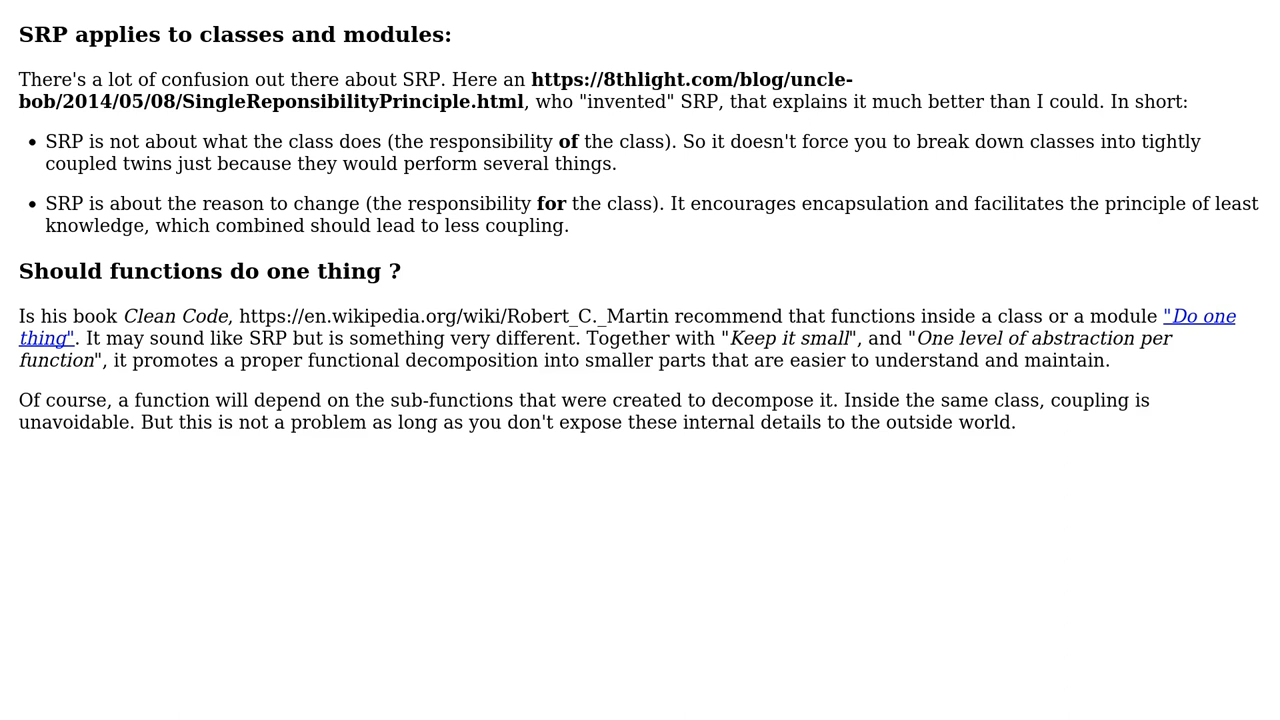 SRP applies to classes and modules:
There's a lot of confusion out there about SRP. Here an https://8thlight.com/blog/uncle-
bob/2014/05/08/SingleReponsibilityPrinciple.html, who "invented" SRP, that explains it much better than I could. In short:
• SRP is not about what the class does (the responsibility of the class). So it doesn't force you to break down classes into tightly
coupled twins just because they would perform several things.
• SRP is about the reason to change (the responsibility for the class). It encourages encapsulation and facilitates the principle of least
knowledge, which combined should lead to less coupling.
Should functions do one thing ?
Is his book Clean Code, https://en.wikipedia.org/wiki/Robert_C._Martin recommend that functions inside a class or a module "Do one
thing". It may sound like SRP but is something very different. Together with "Keep it small", and "One level of abstraction per
function", it promotes a proper functional decomposition into smaller parts that are easier to understand and maintain.
Of course, a function will depend on the sub-functions that were created to decompose it. Inside the same class, coupling is
unavoidable. But this is not a problem as long as you don't expose these internal details to the outside world.